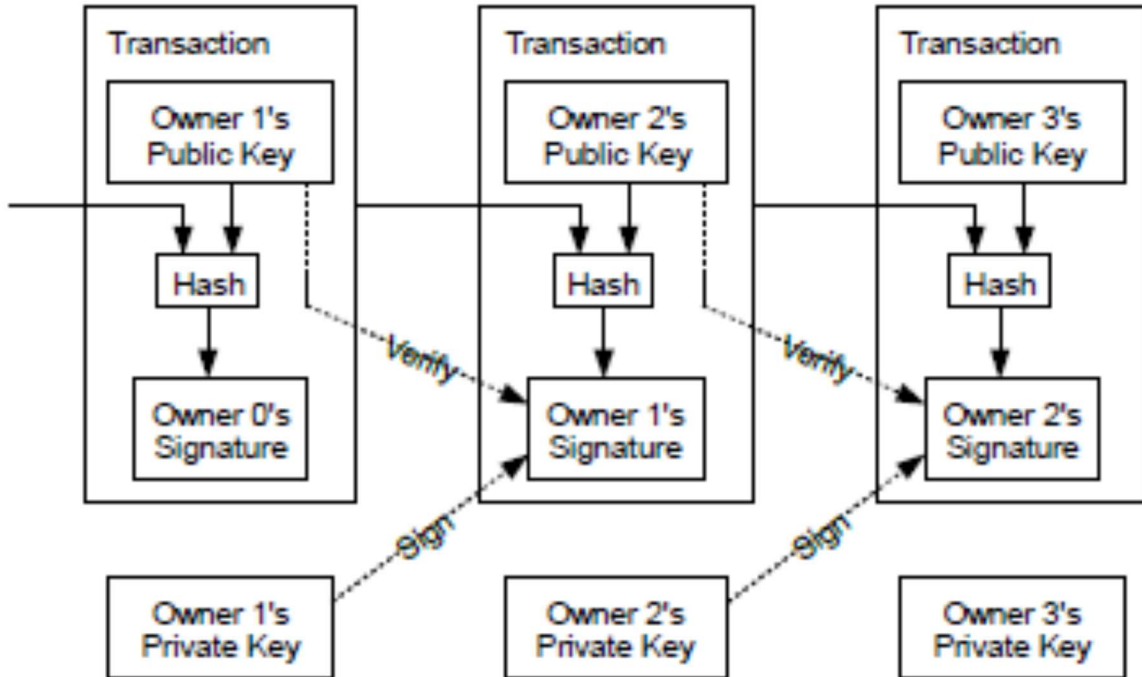 Transaction
Transaction
Transaction
Owner 1's
Public Key
Owner 2's
Public Key
Owner 3's
Public Key
Hash
Hash
Hash
Verify
Verify
Owner 0's
Signature
Owner 1's
Signature
Owner 2's
Signature
Sign
Sign
Owner 1's
Private Key
Owner 2's
Private Key
Owner 3's
Private Key